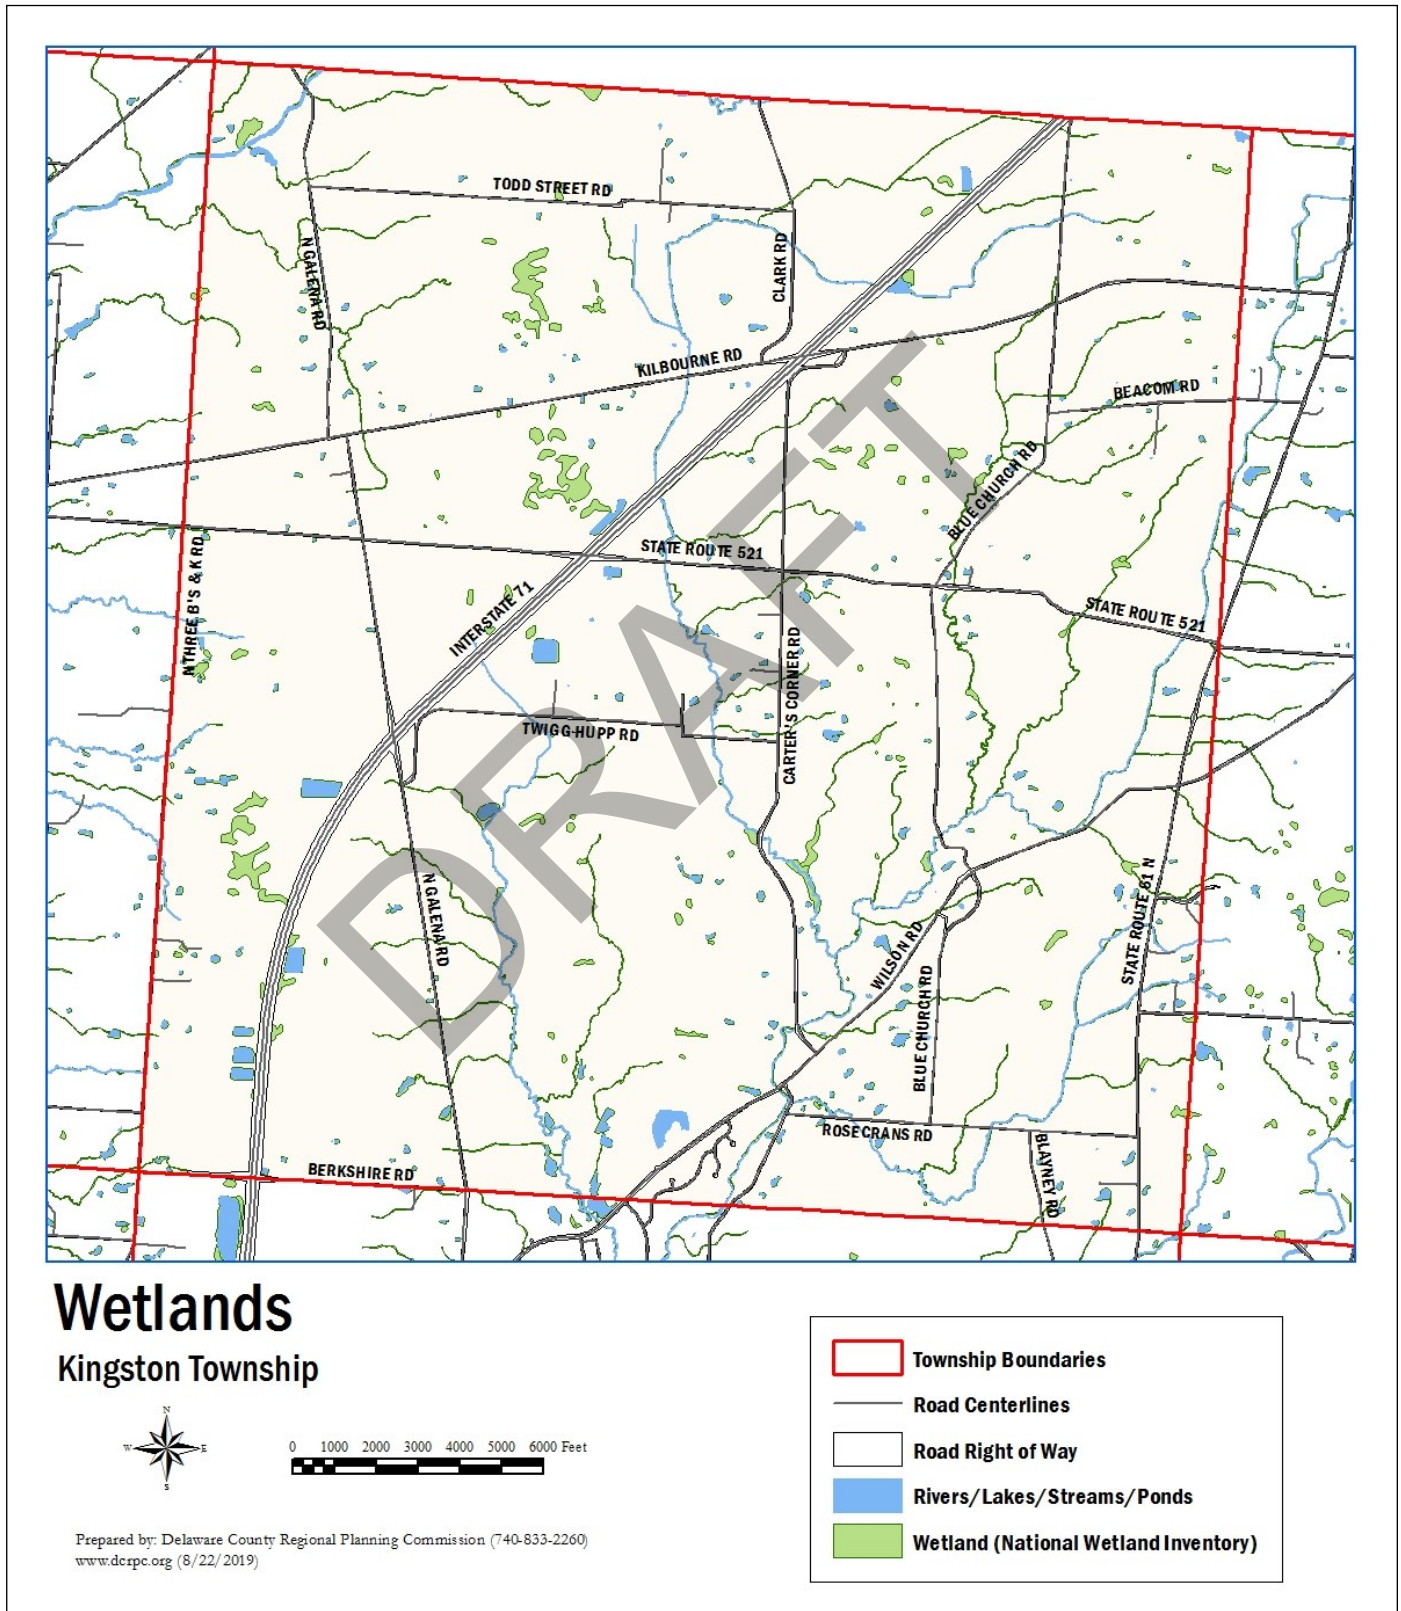 TODD STREET RD
N GALENA RD
CLARK RD
KILBOURNE RD
BEACOM RD
BLUE CHURCH RD
STATE ROUTE 521
N THREE B'S & K RD
INTERSTATE 71
STATE ROUTE 521
CARTER'S CORNER RD
TWIGG-HUPP RD
DRAFT
N GALENA RD
STATE ROUTE 61 N
WILSON RD
BLUE CHURCH RD
ROSECRANS RD
BLAYNEY RD
BERKSHIRE RD
Wetlands
Kingston Township
N
W E
S
0 1000 2000 3000 4000 5000 6000 Feet
Prepared by: Delaware County Regional Planning Commission (740-833-2260)
www.dcrpc.org (8/22/2019)
Township Boundaries
Road Centerlines
Road Right of Way
Rivers/Lakes/Streams/Ponds
Wetland (National Wetland Inventory)